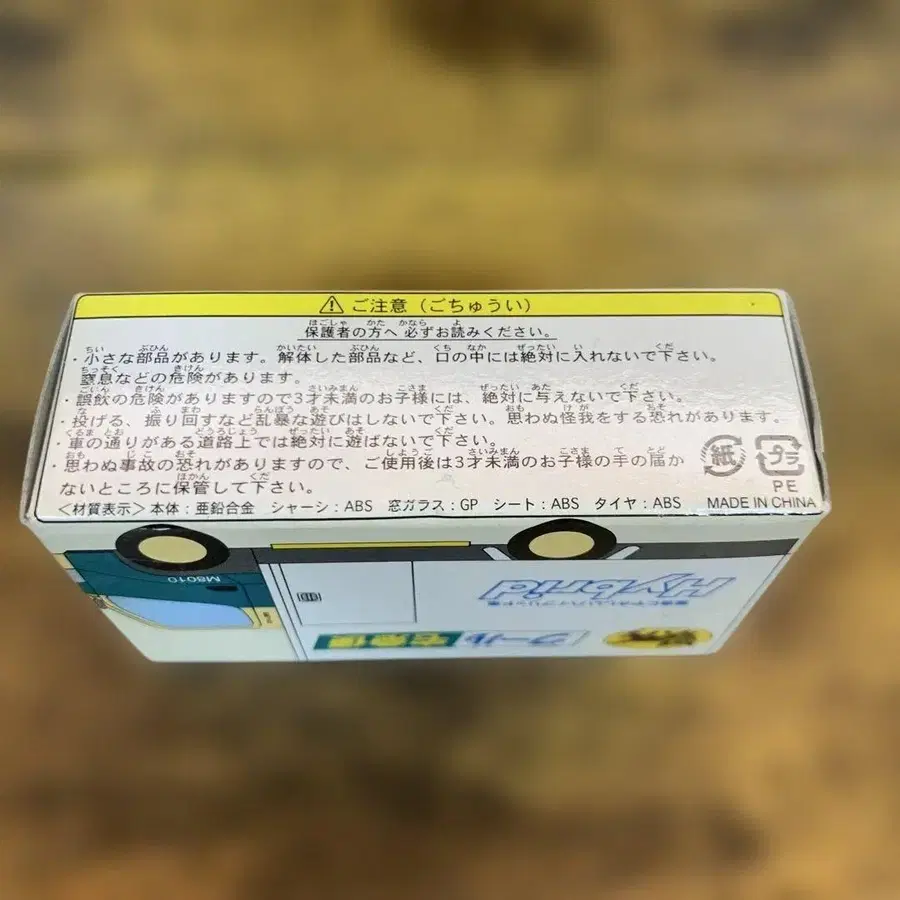 ⚠ ご注意（ごちゅうい）
保護者の方へ 必ずお読みください。
・小さな部品があります。解体した部品など、口の中には絶対に入れないで下さい。
窒息などの危険があります。
・誤飲の危険がありますので3才未満のお子様には、絶対に与えないで下さい。
・投げる、振り回すなど乱暴な遊びはしないで下さい。思わぬ怪我をする恐れがあります。
・車の通りがある道路上では絶対に遊ばないで下さい。
・思わぬ事故の恐れがありますので、ご使用後は3才未満のお子様の手の届か
ないところに保管して下さい。
紙 プラ
PE
＜材質表示＞本体：亜鉛合金 シャーシ：ABS 窓ガラス：GP シート：ABS タイヤ：ABS MADE IN CHINA
M8010
Hybrid
クール宅急便